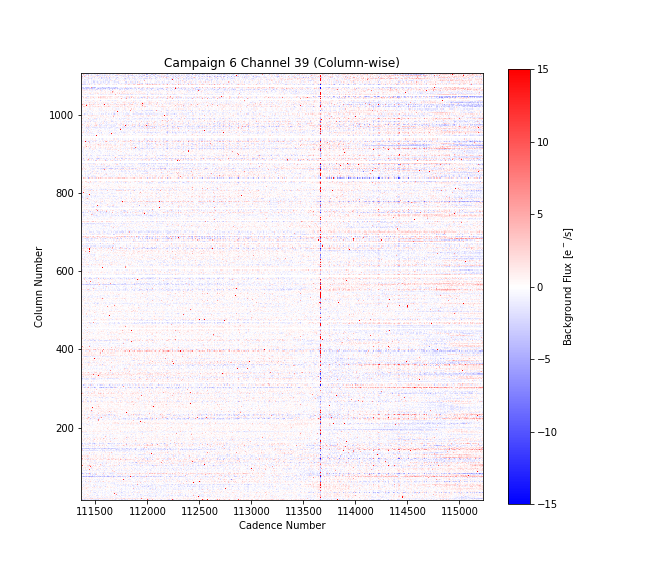 Campaign 6 Channel 39 (Column-wise)
1000
800
600
400
200
Column Number
111500 112000 112500 113000 113500 114000 114500 115000
Cadence Number
15
10
5
0
−5
−10
−15
Background Flux [e⁻/s]